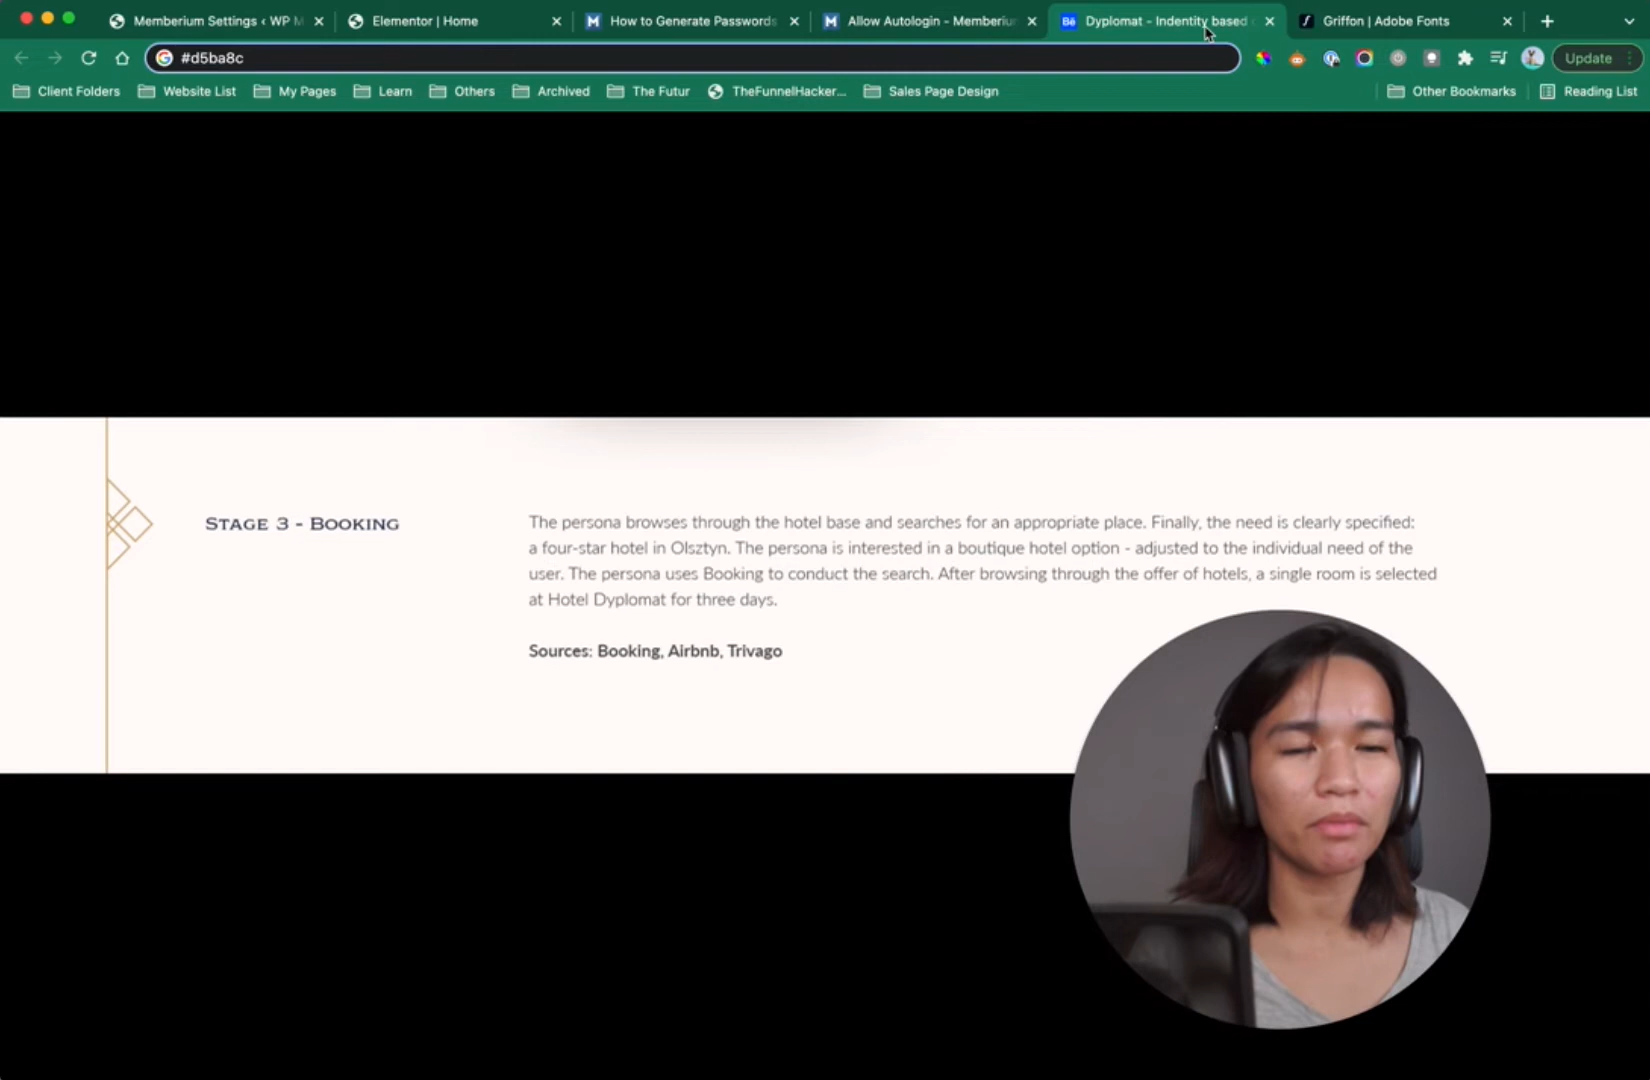 Memberium Settings ‹ WP M
Elementor | Home
How to Generate Passwords
Allow Autologin - Memberium
Dyplomat - Indentity based
Griffon | Adobe Fonts
#d5ba8c
Update
Client Folders
Website List
My Pages
Learn
Others
Archived
The Futur
TheFunnelHacker...
Sales Page Design
Other Bookmarks
Reading List
Stage 3 - Booking
The persona browses through the hotel base and searches for an appropriate place. Finally, the need is clearly specified:
a four-star hotel in Olsztyn. The persona is interested in a boutique hotel option - adjusted to the individual need of the
user. The persona uses Booking to conduct the search. After browsing through the offer of hotels, a single room is selected
at Hotel Dyplomat for three days.
Sources: Booking, Airbnb, Trivago